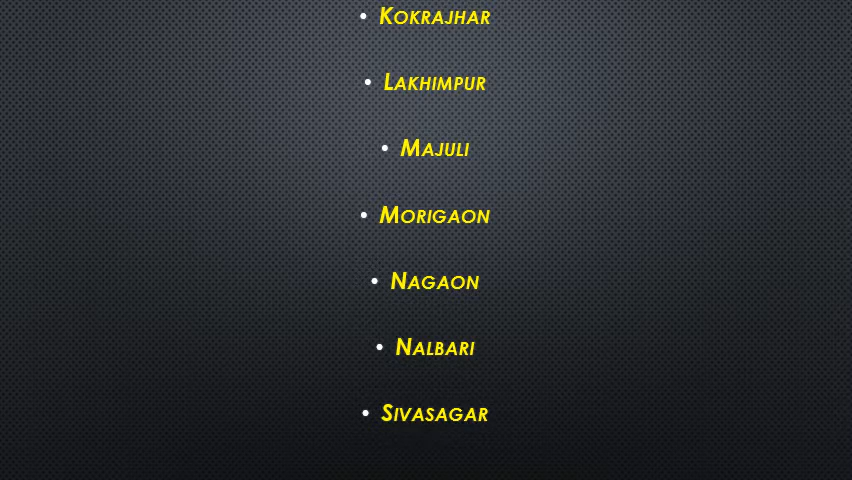 • Kokrajhar
• Lakhimpur
• Majuli
• Morigaon
• Nagaon
• Nalbari
• Sivasagar